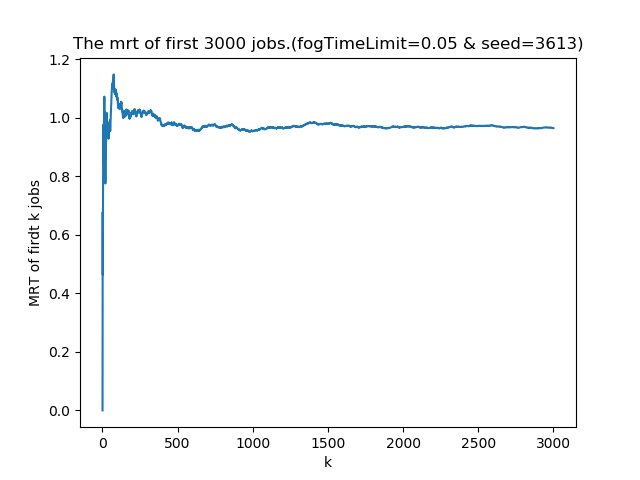 The mrt of first 3000 jobs.(fogTimeLimit=0.05 & seed=3613)
1.2
1.0
0.8
0.6
0.4
0.2
0.0
MRT of firdt k jobs
0 500 1000 1500 2000 2500 3000
k